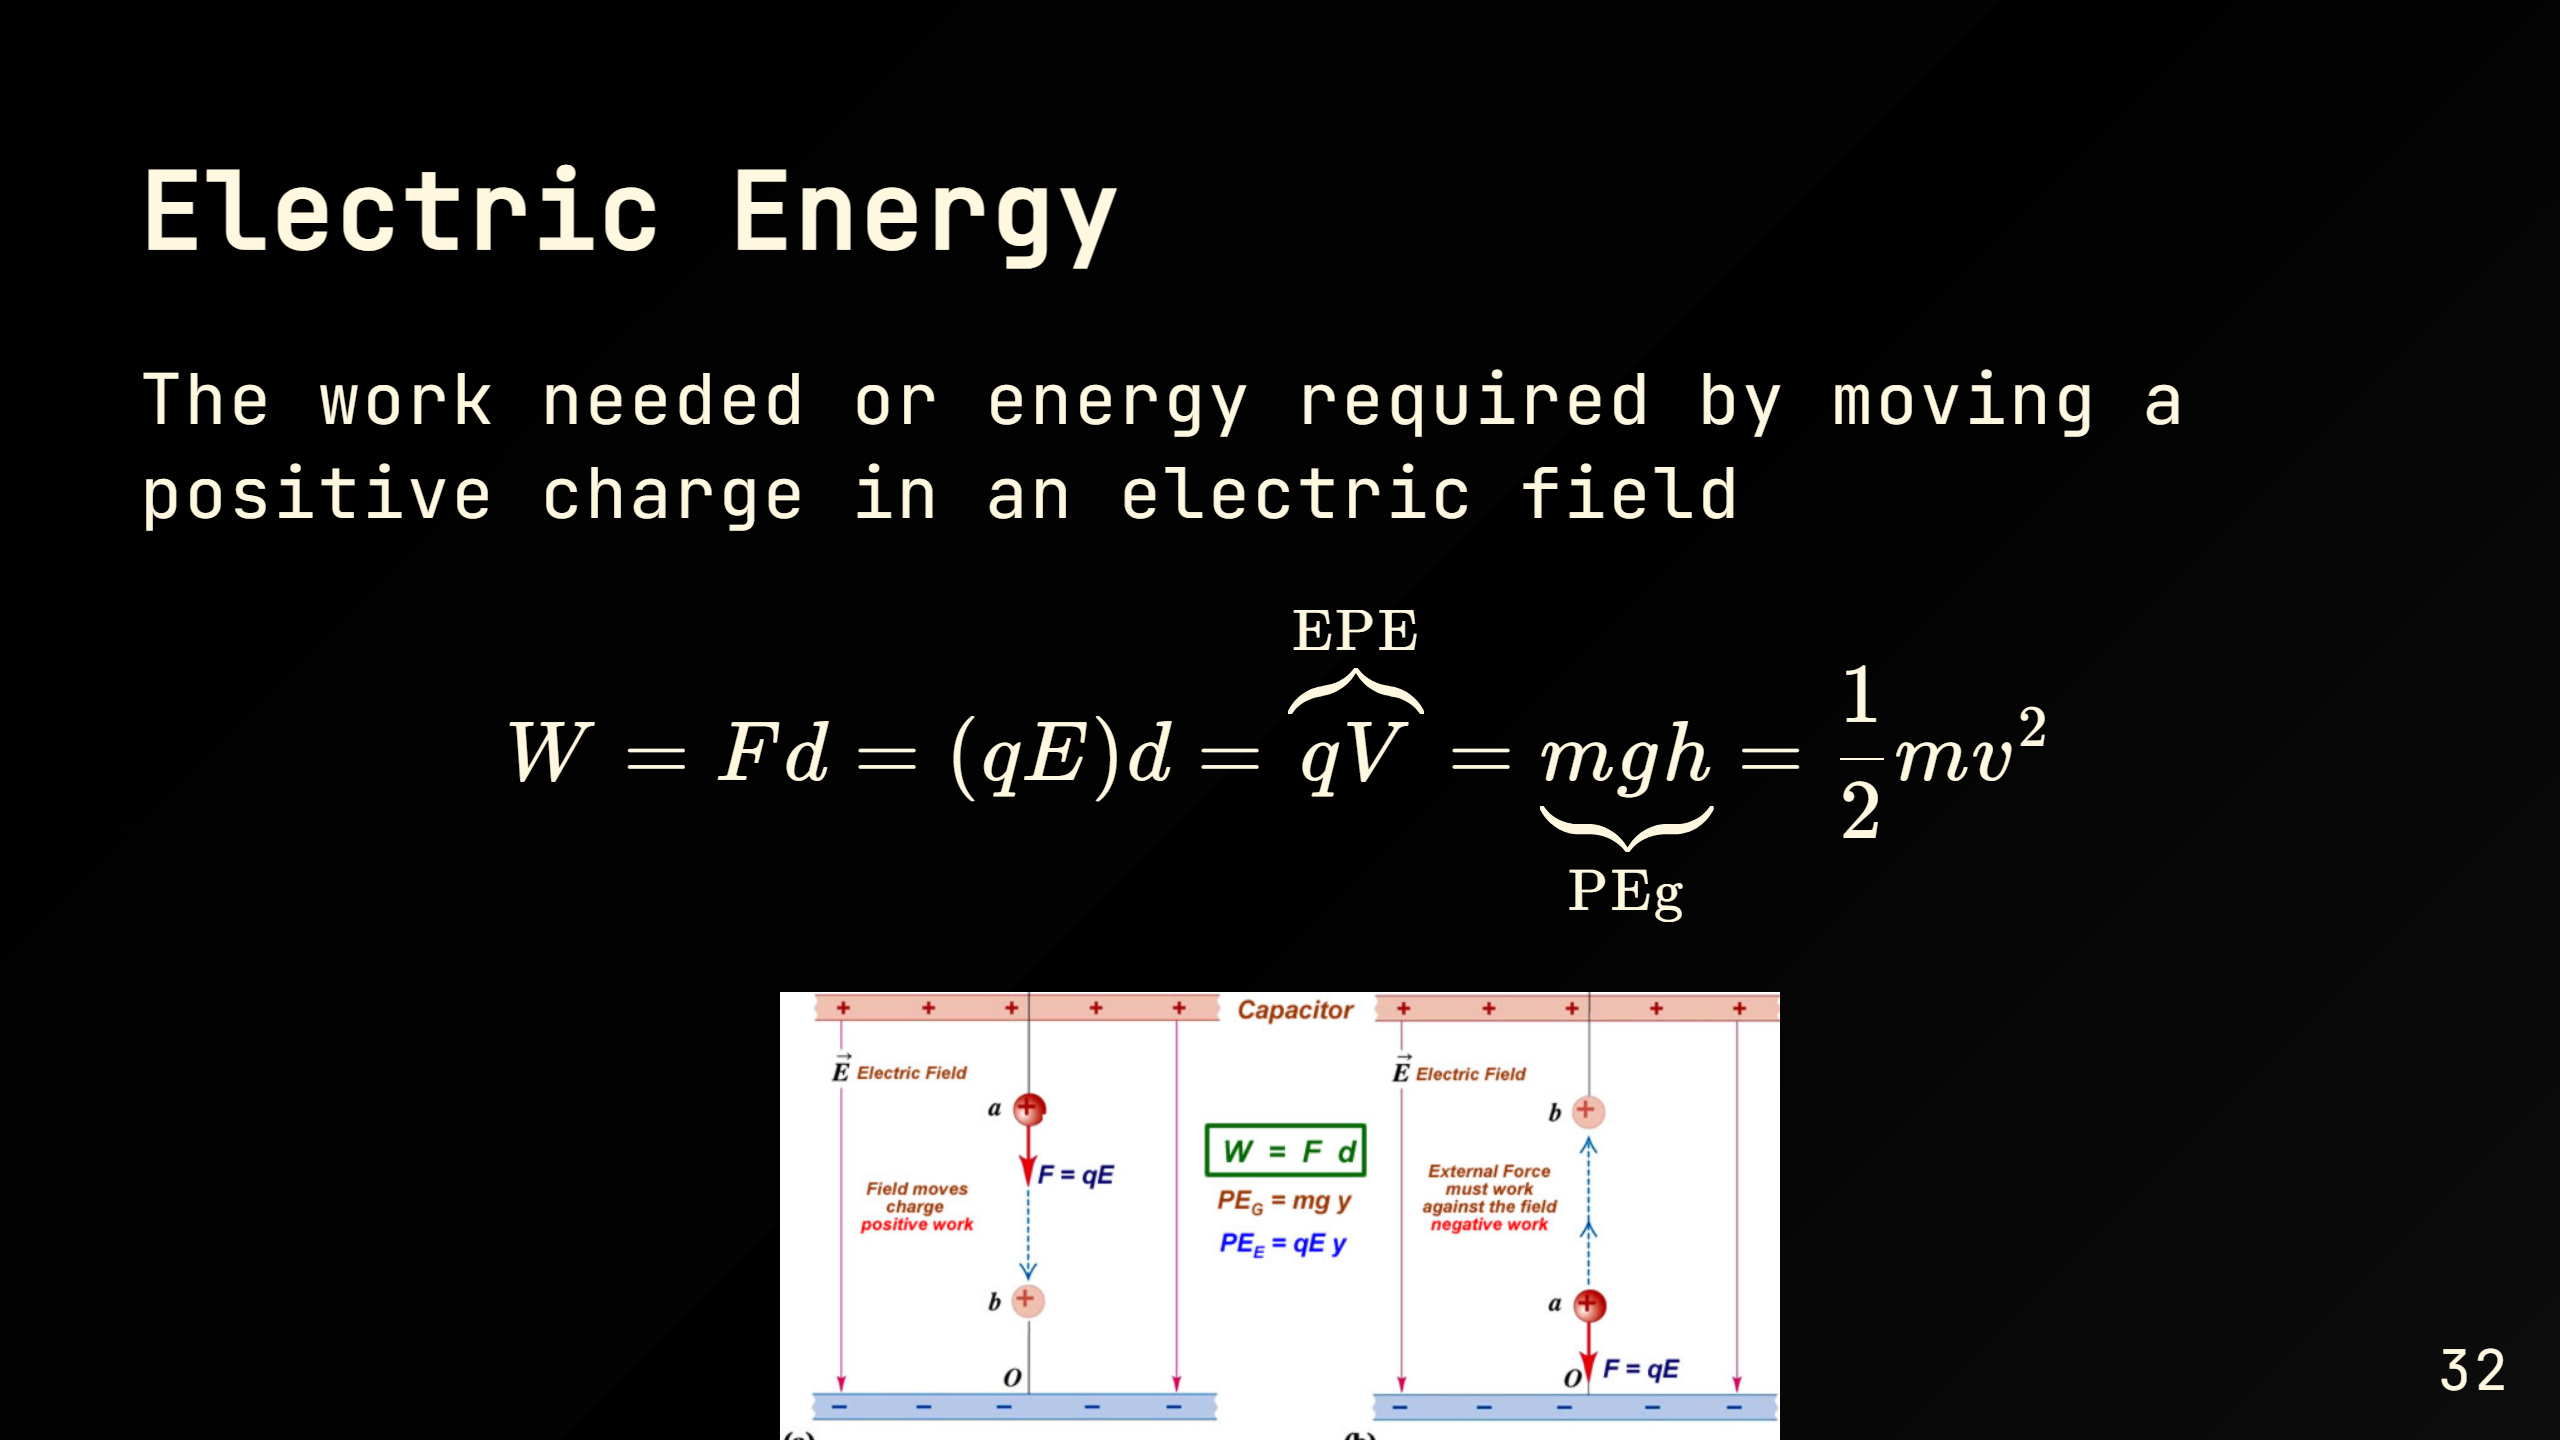 Electric Energy
The work needed or energy required by moving a
positive charge in an electric field
EPE
W = Fd = (qE)d = qV = mgh = 1/2 mv²
PEg
+ + + + + Capacitor + + + + +
E⃗ Electric Field
a +
F = qE
Field moves
charge
positive work
b +
O
− − − − −
W = F d
PE_G = mg y
PE_E = qE y
E⃗ Electric Field
b +
External Force
must work
against the field
negative work
a +
O F = qE
− − − − −
32